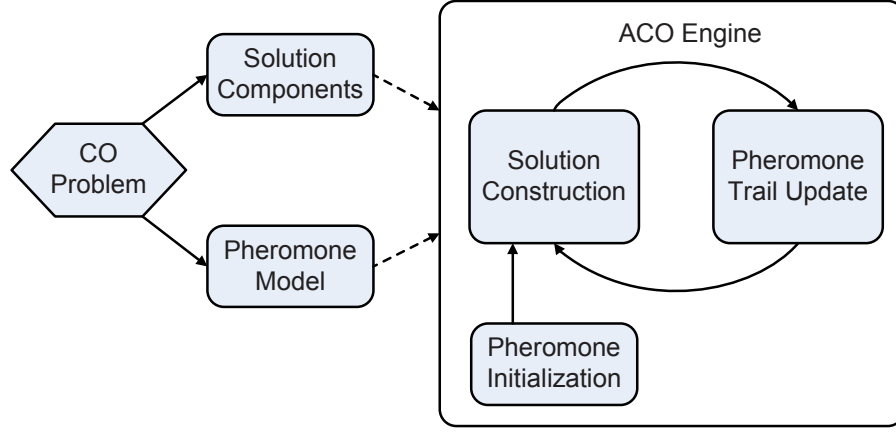 ACO Engine
Solution
Components
CO
Problem
Pheromone
Model
Solution
Construction
Pheromone
Trail Update
Pheromone
Initialization